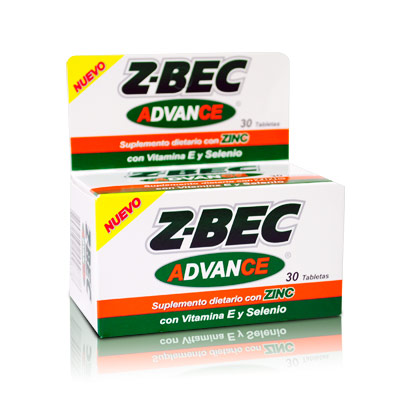 NUEVO
Z-BEC
ADVANCE®
30 Tabletas
Suplemento dietario con ZINC
con Vitamina E y Selenio
NUEVO
Z-BEC
ADVANCE®
30 Tabletas
Suplemento dietario con ZINC
con Vitamina E y Selenio